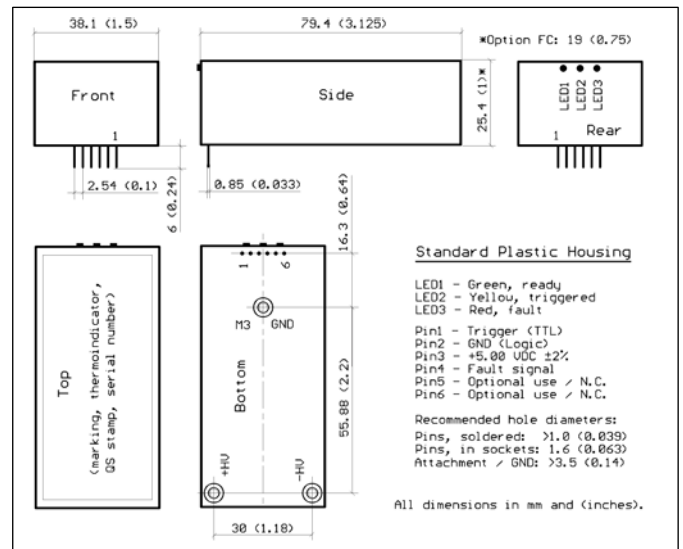 38.1 (1.5)
79.4 (3.125)
*Option FC: 19 (0.75)
Front
1
Side
25.4 (1)*
LED1
LED2
LED3
1
Rear
2.54 (0.1)
6 (0.24)
0.85 (0.033)
16.3 (0.64)
Top
(marking, thermoindicator,
QS stamp, serial number)
1 6
M3 GND
Bottom
55.88 (2.2)
+HV
-HV
30 (1.18)
Standard Plastic Housing
LED1 - Green, ready
LED2 - Yellow, triggered
LED3 - Red, fault
Pin1 - Trigger (TTL)
Pin2 - GND (Logic)
Pin3 - +5.00 VDC ±2%
Pin4 - Fault signal
Pin5 - Optional use / N.C.
Pin6 - Optional use / N.C.
Recommended hole diameters:
Pins, soldered: >1.0 (0.039)
Pins, in sockets: 1.6 (0.063)
Attachment / GND: >3.5 (0.14)
All dimensions in mm and (inches).